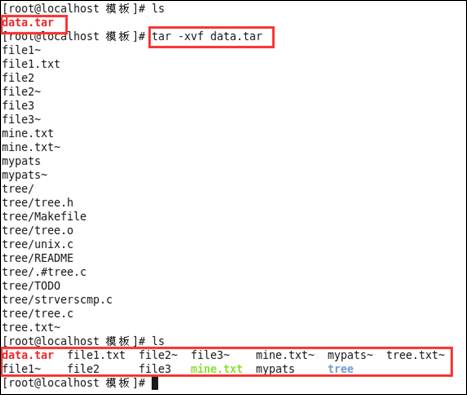 [root@localhost 模板]# ls
data.tar
[root@localhost 模板]# tar -xvf data.tar
file1~
file1.txt
file2
file2~
file3
file3~
mine.txt
mine.txt~
mypats
mypats~
tree/
tree/tree.h
tree/Makefile
tree/tree.o
tree/unix.c
tree/README
tree/.#tree.c
tree/TODO
tree/strverscmp.c
tree/tree.c
tree.txt~
[root@localhost 模板]# ls
data.tar  file1.txt  file2~  file3~    mine.txt~  mypats~  tree.txt~
file1~    file2      file3   mine.txt  mypats     tree
[root@localhost 模板]#